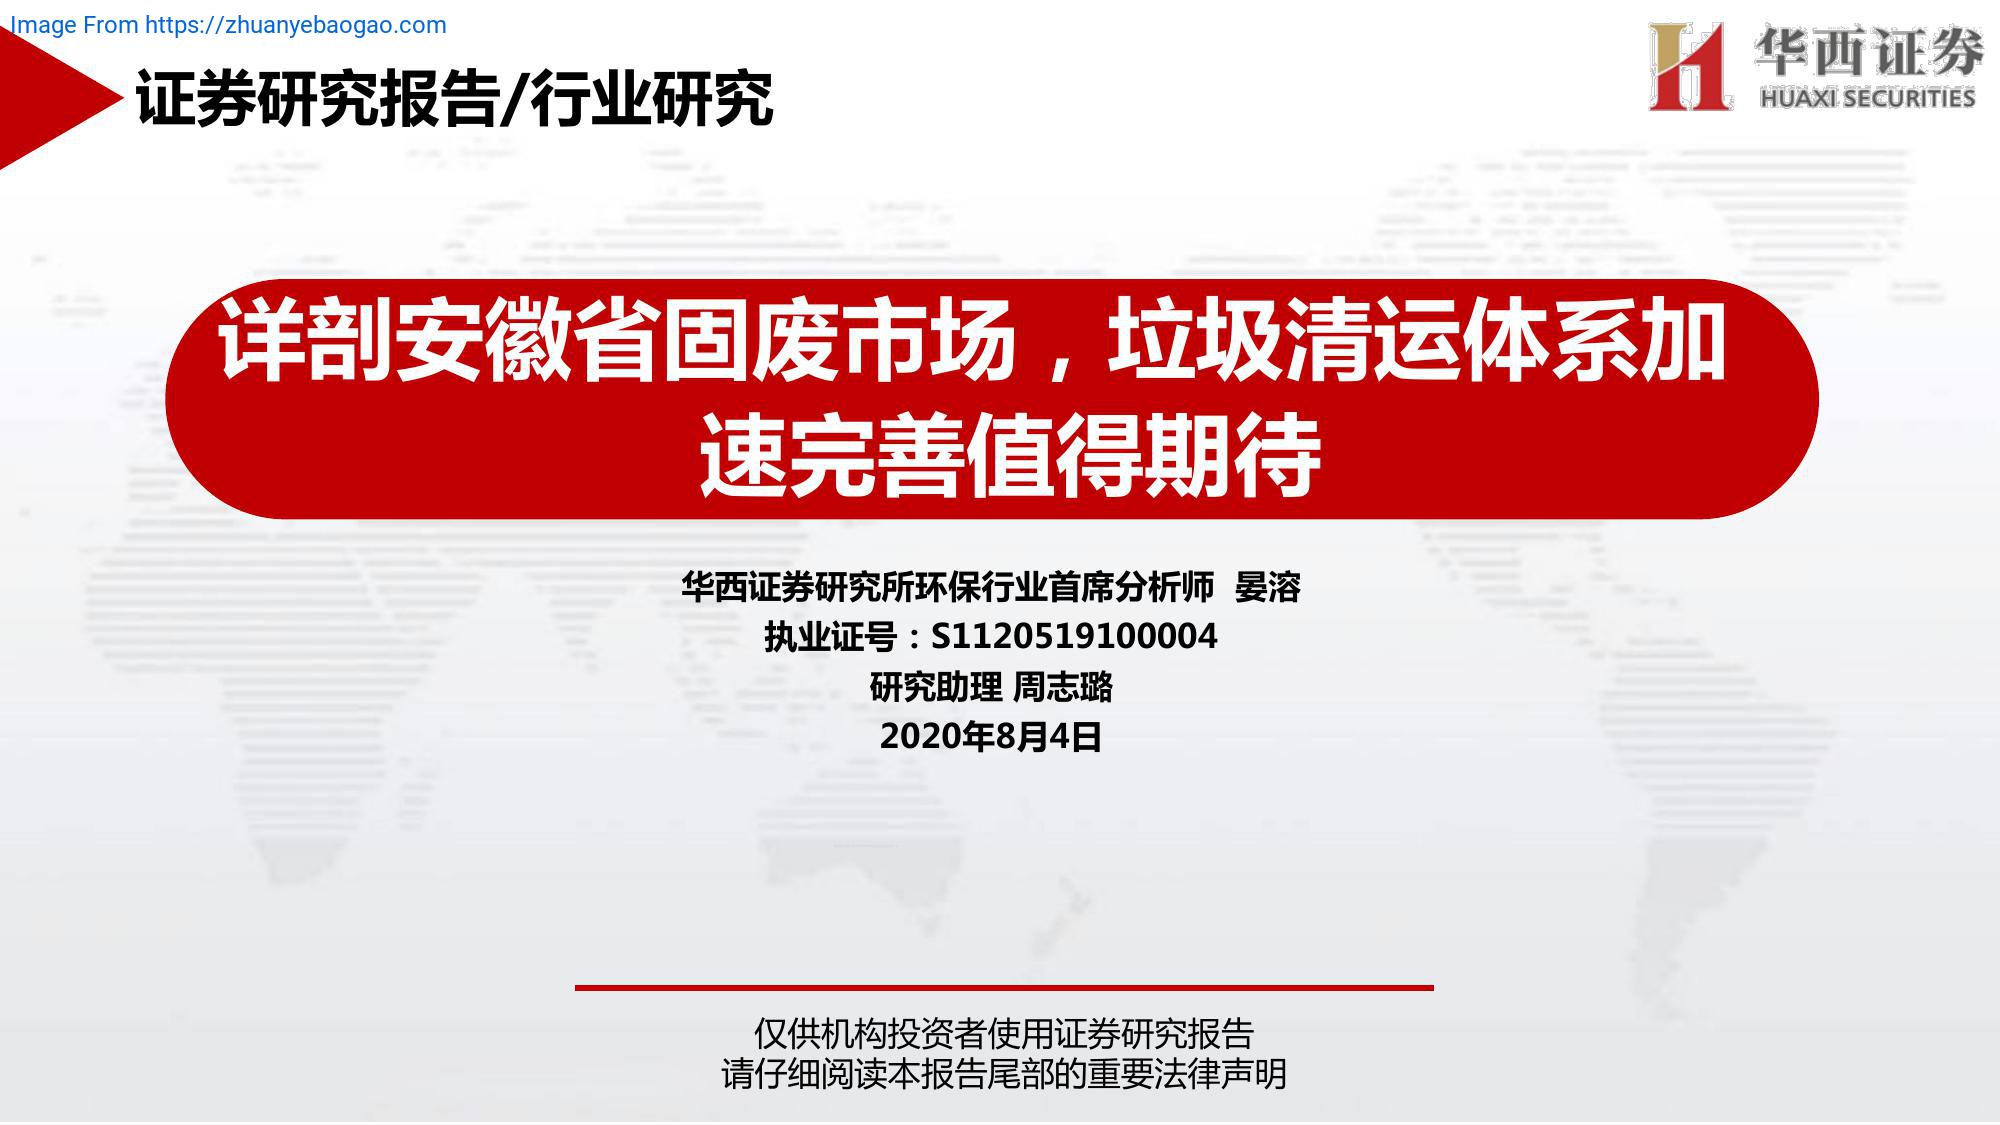 Image From https://zhuanyebaogao.com
华西证券
HUAXI SECURITIES
证券研究报告/行业研究
详剖安徽省固废市场，垃圾清运体系加
速完善值得期待
华西证券研究所环保行业首席分析师 晏溶
执业证号：S1120519100004
研究助理 周志璐
2020年8月4日
仅供机构投资者使用证券研究报告
请仔细阅读本报告尾部的重要法律声明